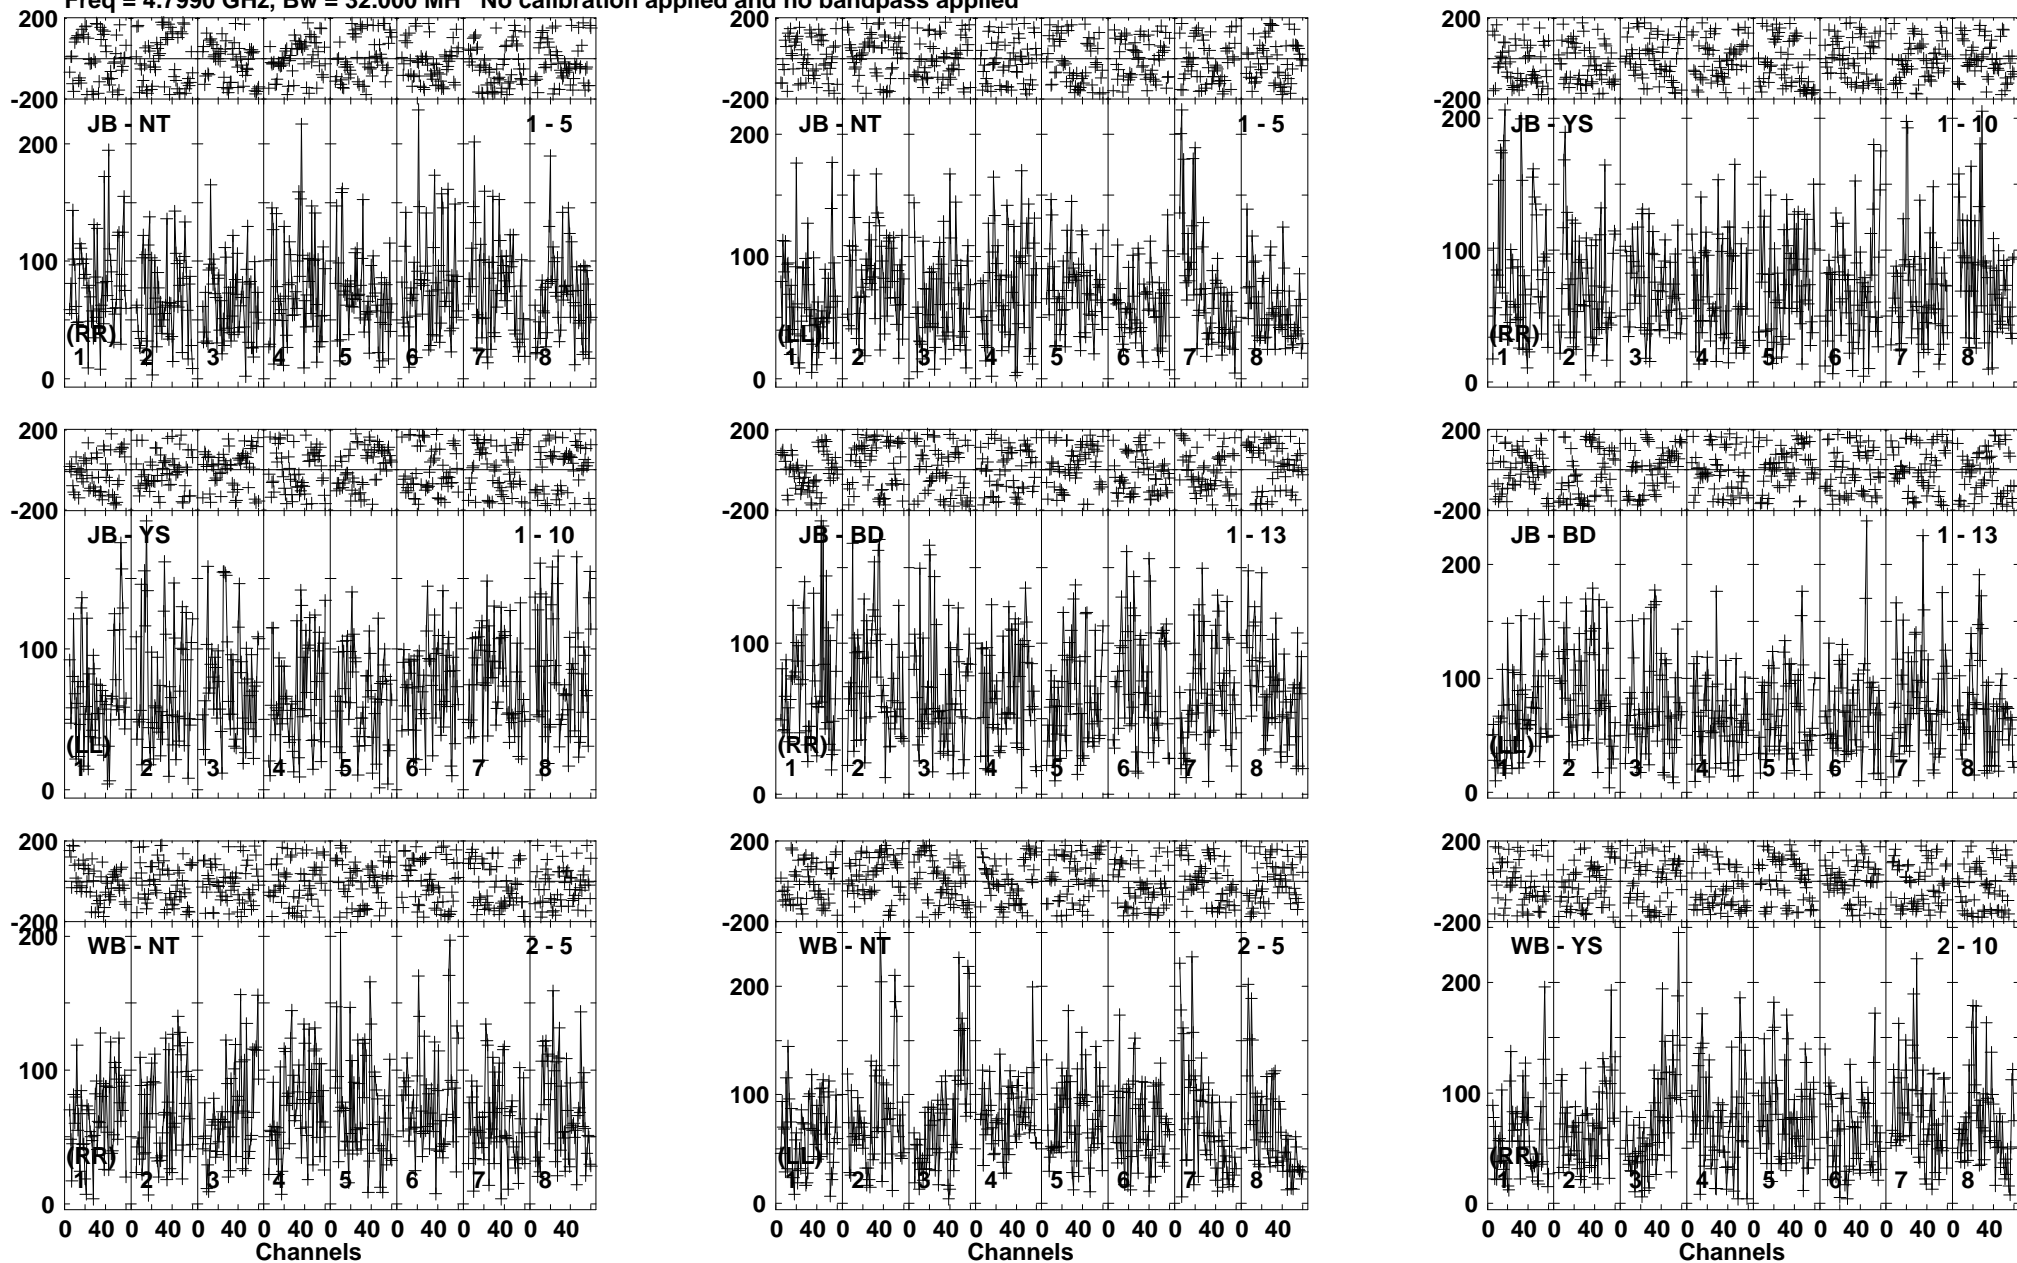 Freq = 4.7990 GHz, Bw = 32.000 MH No calibration applied and no bandpass applied
200 200 200
-200 -200 -200
JB - NT 1 - 5 JB - NT 1 - 5 JB - YS 1 - 10
200 200 200
100 100 100
(RR) (LL) (RR)
1 2 3 4 5 6 7 8 1 2 3 4 5 6 7 8 1 2 3 4 5 6 7 8
0 0 0
200 200 200
-200 -200 -200
JB - YS 1 - 10 JB - BD 1 - 13 JB - BD 1 - 13
200
100 100 100
(LL) (RR) (LL)
1 2 3 4 5 6 7 8 1 2 3 4 5 6 7 8 1 2 3 4 5 6 7 8
0 0 0
200 200 200
-200 -200 -200
200
WB - NT 2 - 5 WB - NT 2 - 5 WB - YS 2 - 10
200 200
100 100 100
(RR) (LL) (RR)
1 2 3 4 5 6 7 8 1 2 3 4 5 6 7 8 1 2 3 4 5 6 7 8
0 0 0
0 40 0 40 0 40 0 40 0 40 0 40 0 40 0 40 0 40 0 40 0 40 0 40 0 40 0 40 0 40 0 40 0 40 0 40 0 40 0 40 0 40 0 40 0 40 0 40
Channels Channels Channels